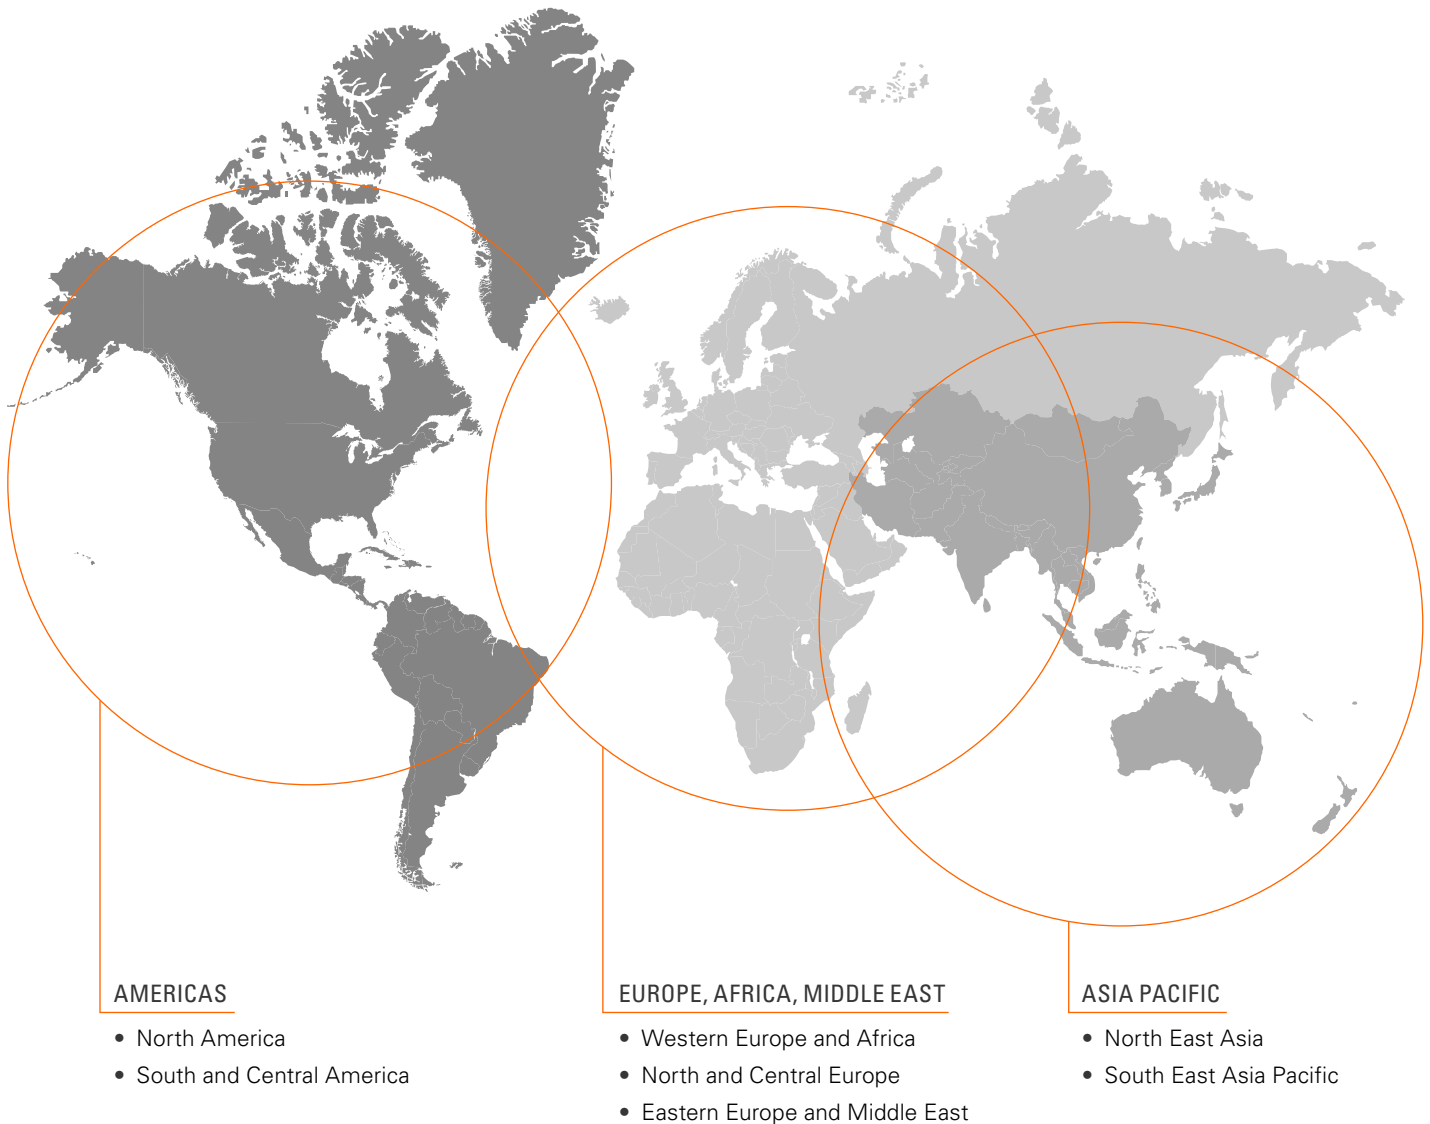 AMERICAS
• North America
• South and Central America
EUROPE, AFRICA, MIDDLE EAST
• Western Europe and Africa
• North and Central Europe
• Eastern Europe and Middle East
ASIA PACIFIC
• North East Asia
• South East Asia Pacific